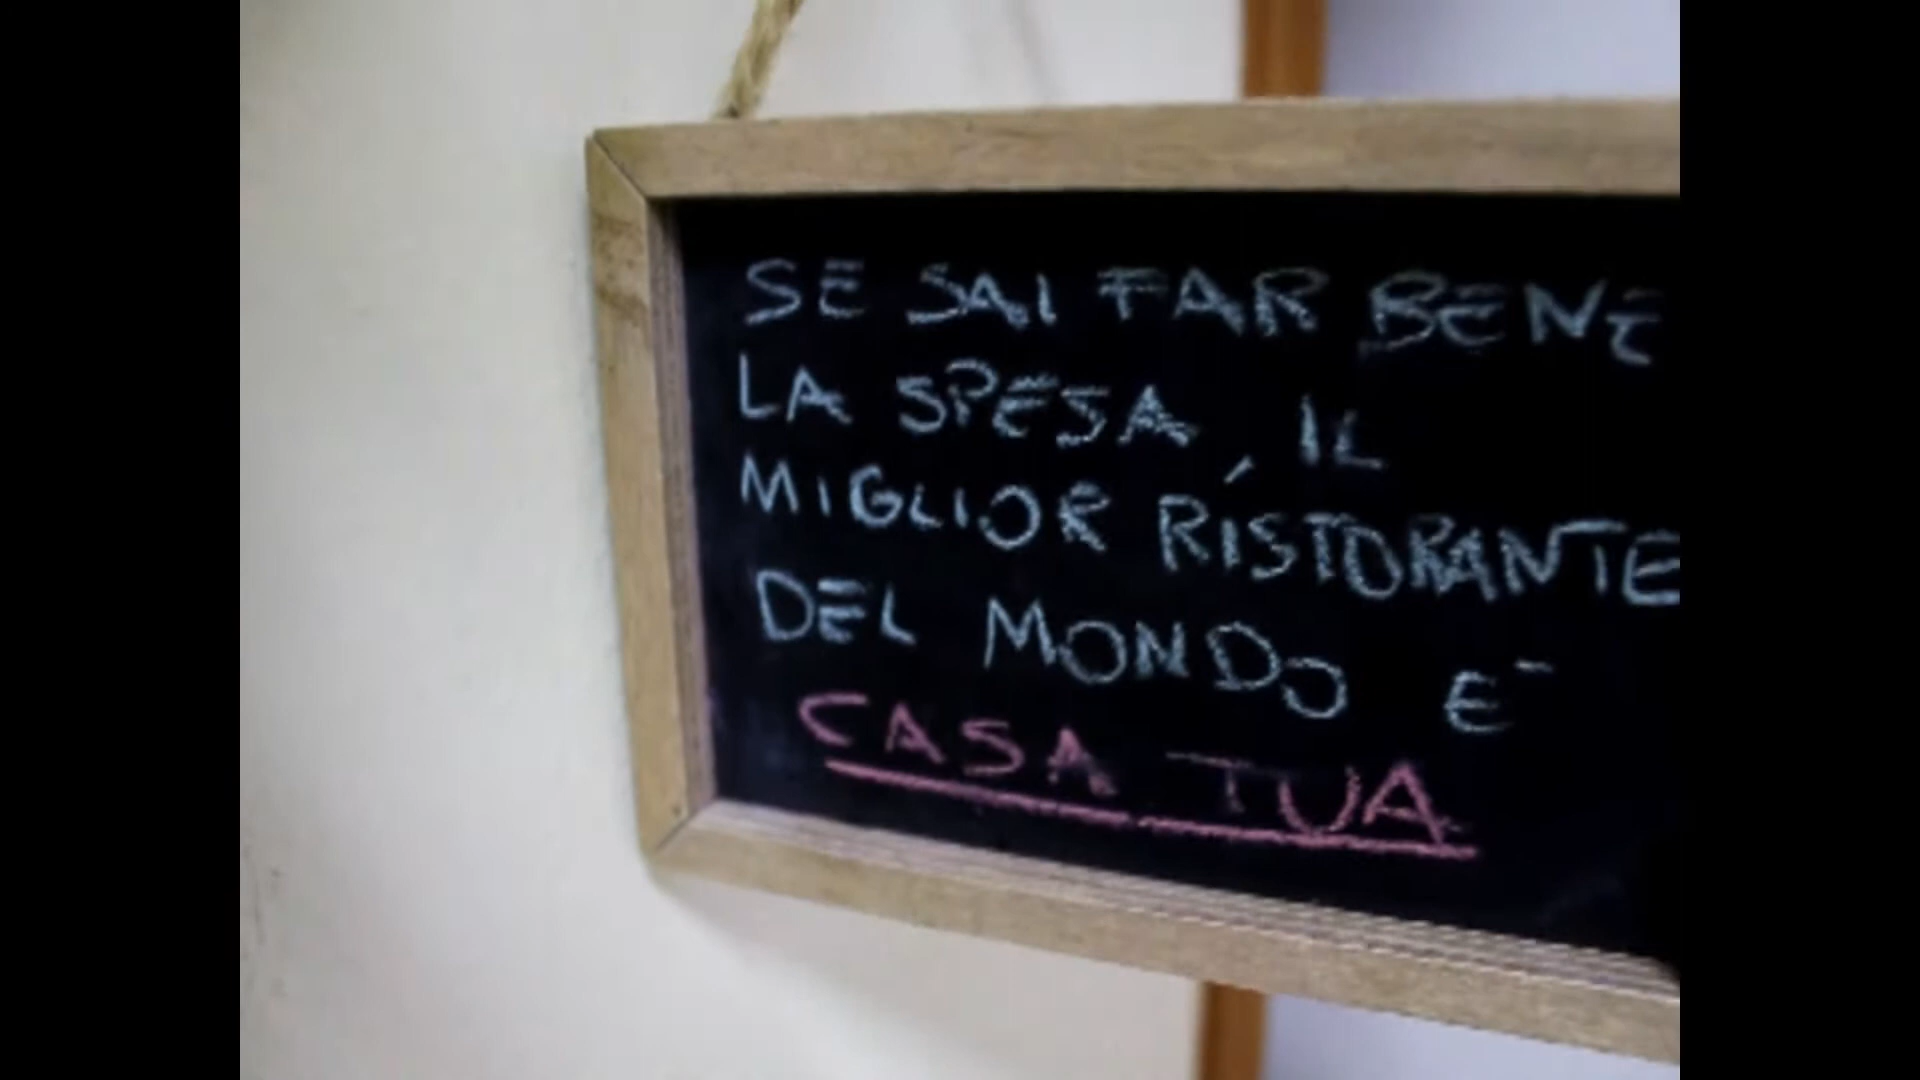 SE SAI FAR BENE
LA SPESA, IL
MIGLIOR RISTORANTE
DEL MONDO E'
CASA TUA